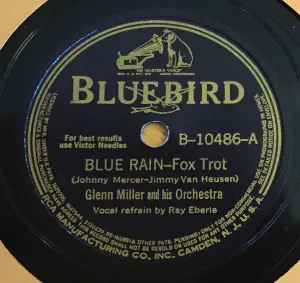 "HIS MASTER'S VOICE"
BLUEBIRD
For best results
use Victor Needles
B-10486-A
BLUE RAIN—Fox Trot
(Johnny Mercer-Jimmy Van Heusen)
Glenn Miller and his Orchestra
Vocal refrain by Ray Eberle
RCA MANUFACTURING CO., INC. CAMDEN, N. J., U. S. A.